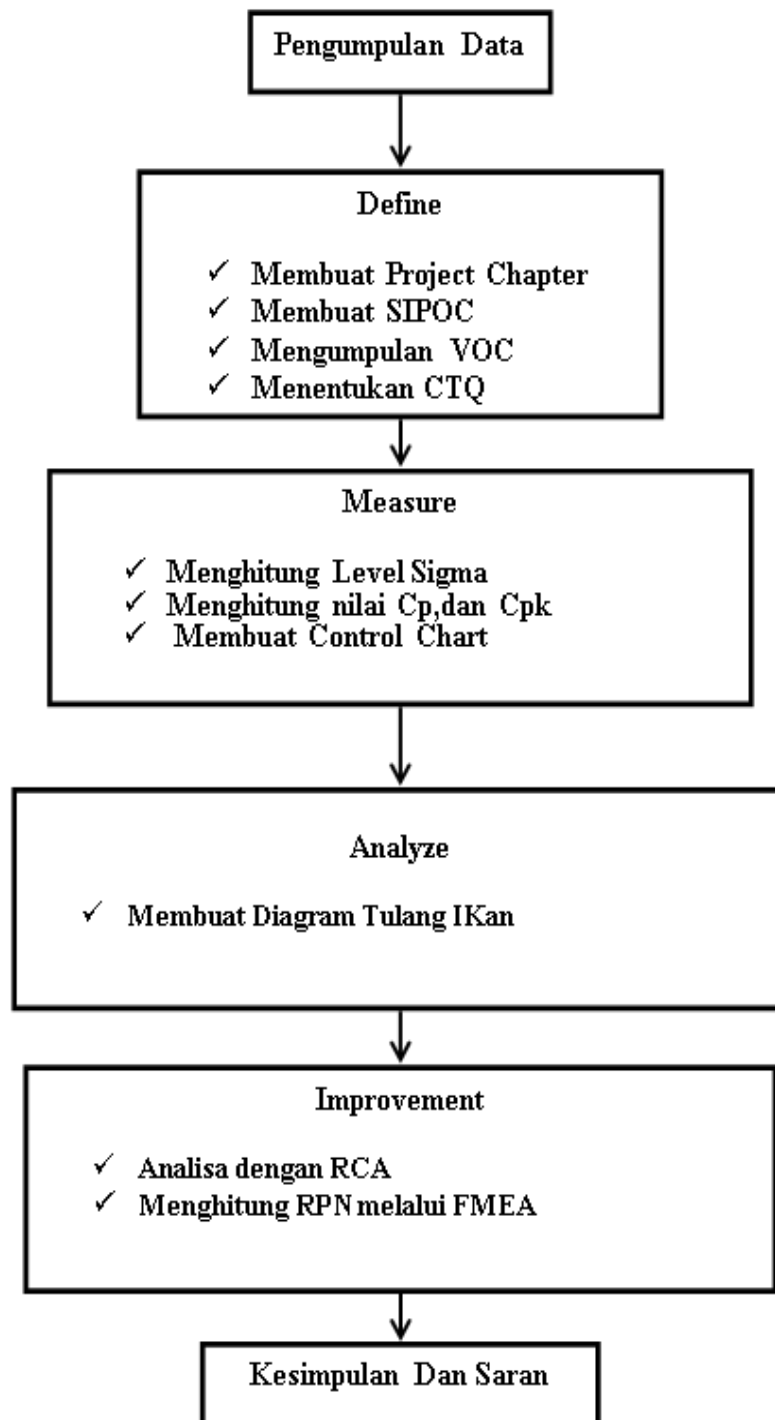 Pengumpulan Data
Define
✓ Membuat Project Chapter
✓ Membuat SIPOC
✓ Mengumpulan VOC
✓ Menentukan CTQ
Measure
✓ Menghitung Level Sigma
✓ Menghitung nilai Cp,dan Cpk
✓ Membuat Control Chart
Analyze
✓ Membuat Diagram Tulang IKan
Improvement
✓ Analisa dengan RCA
✓ Menghitung RPN melalui FMEA
Kesimpulan Dan Saran